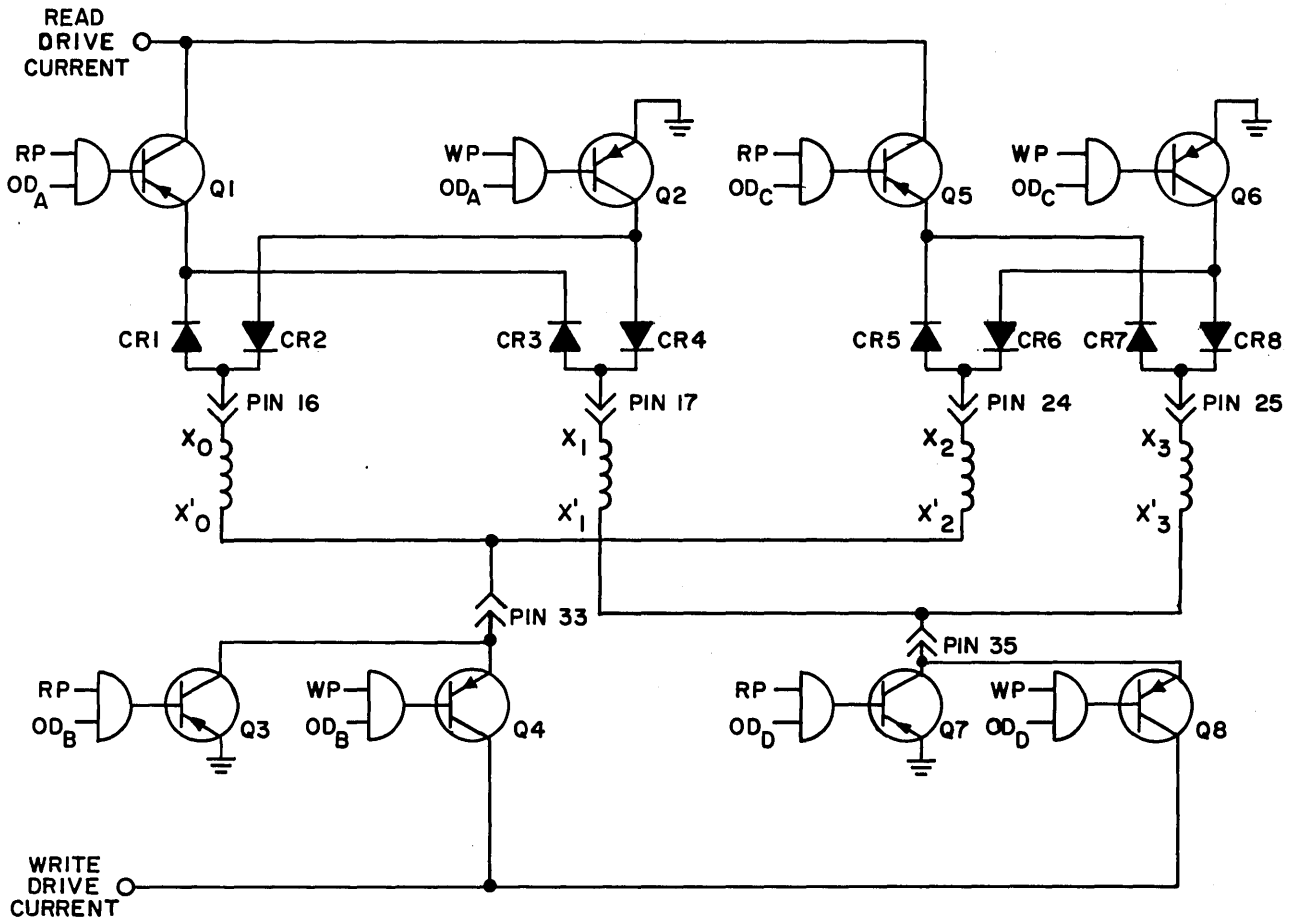 READ
DRIVE
CURRENT
RP
OD_A
Q1
WP
OD_A
Q2
RP
OD_C
Q5
WP
OD_C
Q6
CR1
CR2
CR3
CR4
CR5
CR6
CR7
CR8
PIN 16
PIN 17
PIN 24
PIN 25
X_0
X_1
X_2
X_3
X'_0
X'_1
X'_2
X'_3
PIN 33
PIN 35
RP
OD_B
Q3
WP
OD_B
Q4
RP
OD_D
Q7
WP
OD_D
Q8
WRITE
DRIVE
CURRENT